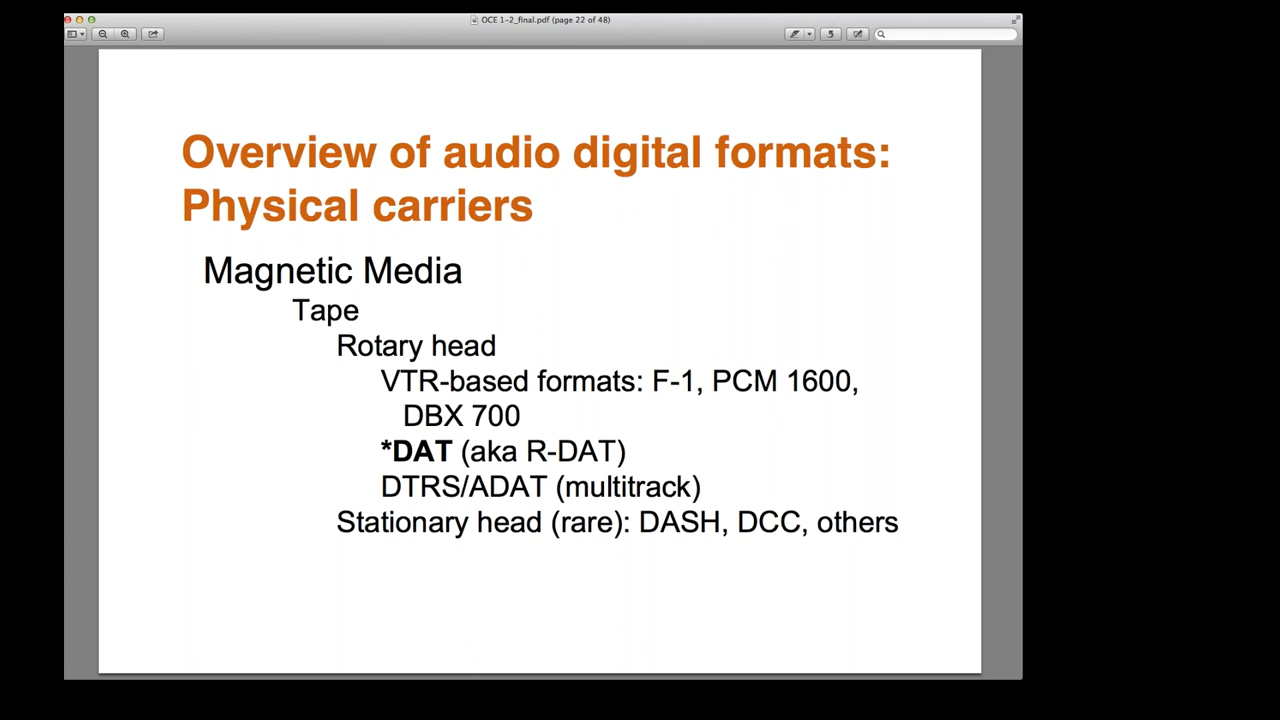 OCE 1-2_final.pdf (page 22 of 48)
Overview of audio digital formats:
Physical carriers
Magnetic Media
Tape
Rotary head
VTR-based formats: F-1, PCM 1600,
DBX 700
*DAT (aka R-DAT)
DTRS/ADAT (multitrack)
Stationary head (rare): DASH, DCC, others